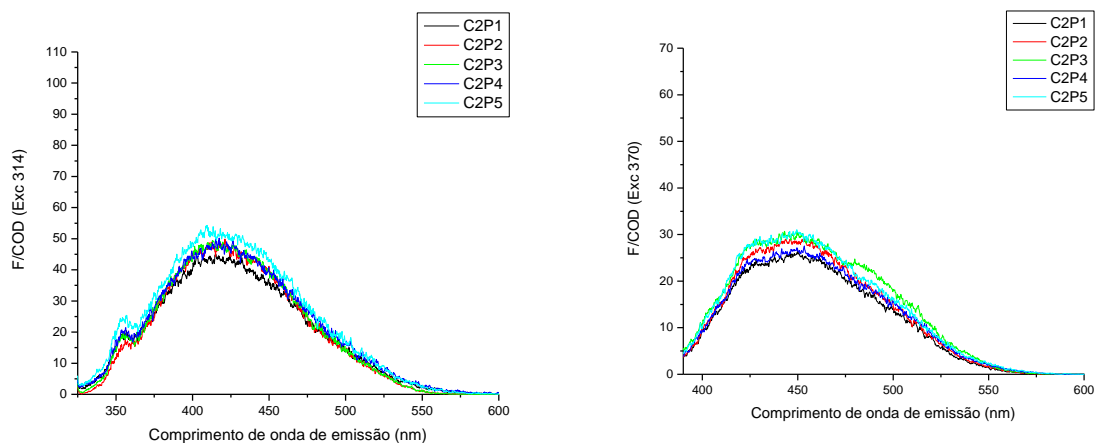 C2P1
C2P2
C2P3
C2P4
C2P5
110
100
90
80
70
60
50
40
30
20
10
0
F/COD (Exc 314)
350
400
450
500
550
600
Comprimento de onda de emissão (nm)
C2P1
C2P2
C2P3
C2P4
C2P5
70
60
50
40
30
20
10
0
F/COD (Exc 370)
400
450
500
550
600
Comprimento de onda de emissão (nm)